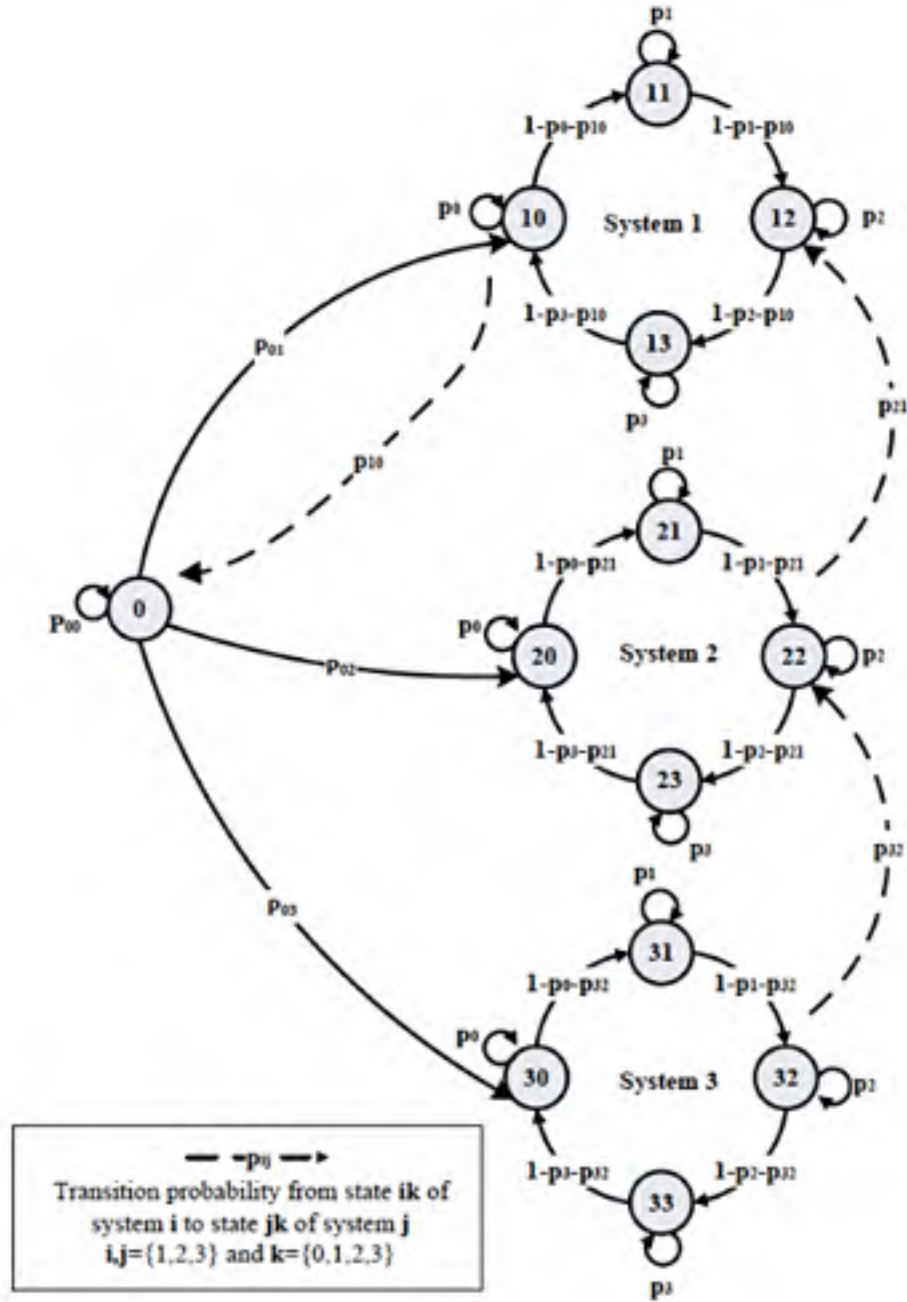 p1
11
1-p0-p10
1-p1-p10
p0
10
System 1
12
p2
1-p3-p10
1-p2-p10
13
p3
p01
p10
p21
p1
21
1-p0-p21
1-p1-p21
P00
0
p0
20
System 2
22
p2
p02
1-p3-p21
1-p2-p21
23
p3
p32
p03
p1
31
1-p0-p32
1-p1-p32
p0
30
System 3
32
p2
1-p3-p32
1-p2-p32
33
p3
pij
Transition probability from state ik of
system i to state jk of system j
i,j={1,2,3} and k={0,1,2,3}